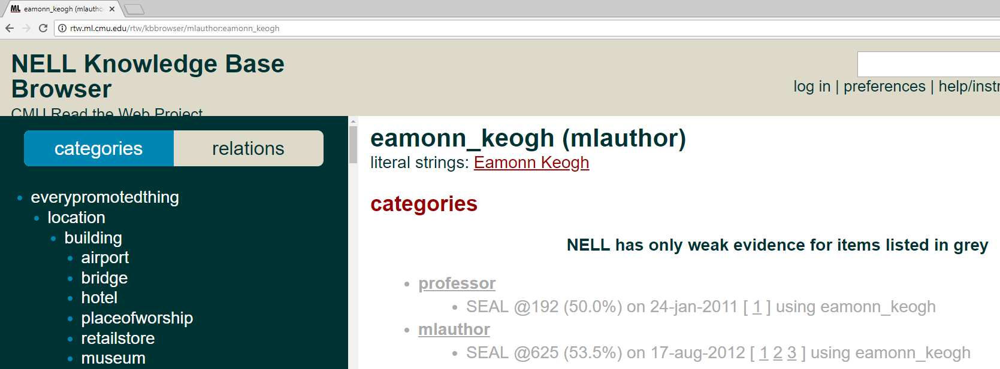 ML eamonn_keogh (mlautho
rtw.ml.cmu.edu/rtw/kbbrowser/mlauthor:eamonn_keogh
NELL Knowledge Base
Browser
CMU Read the Web Project
log in | preferences | help/instr
categories
relations
everypromotedthing
location
building
airport
bridge
hotel
placeofworship
retailstore
museum
eamonn_keogh (mlauthor)
literal strings: Eamonn Keogh
categories
NELL has only weak evidence for items listed in grey
professor
SEAL @192 (50.0%) on 24-jan-2011 [ 1 ] using eamonn_keogh
mlauthor
SEAL @625 (53.5%) on 17-aug-2012 [ 1 2 3 ] using eamonn_keogh